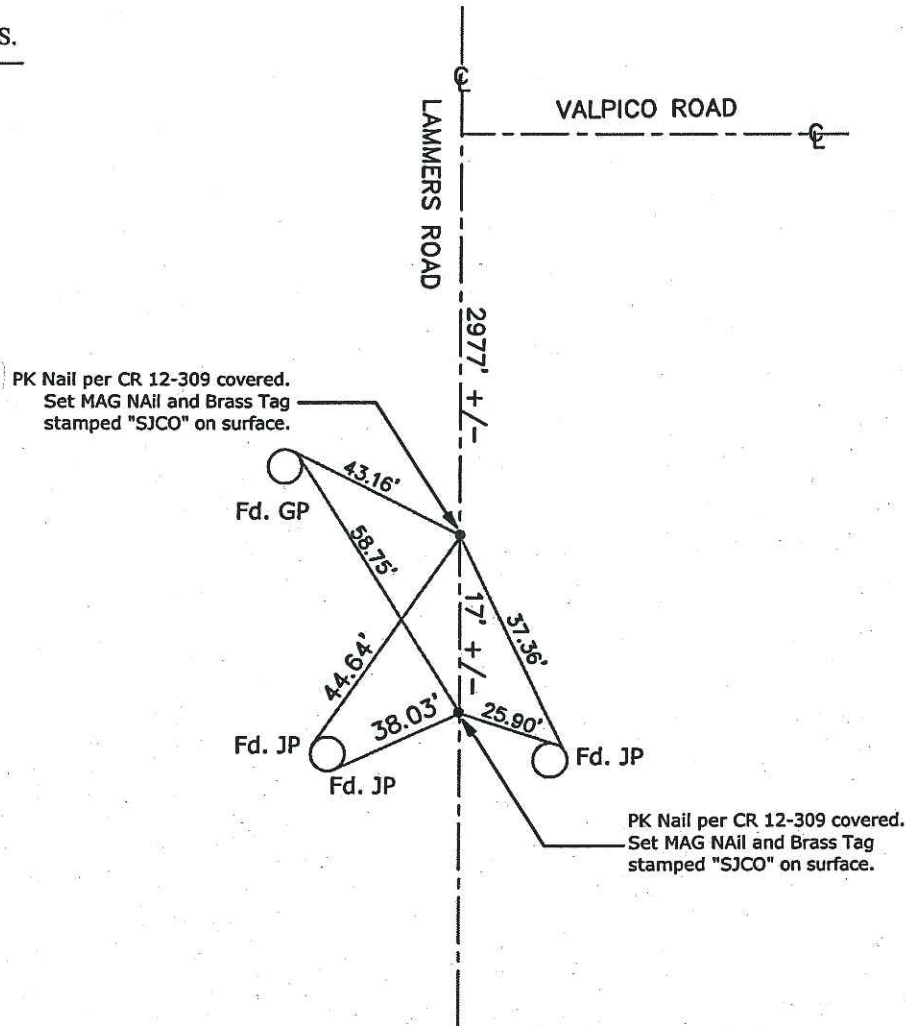 S.
℄
VALPICO ROAD
℄
LAMMERS ROAD
2977' +/-
PK Nail per CR 12-309 covered.
Set MAG NAil and Brass Tag
stamped "SJCO" on surface.
43.16'
Fd. GP
58.75'
17' +/-
37.36'
44.64'
38.03'
25.90'
Fd. JP
Fd. JP
Fd. JP
PK Nail per CR 12-309 covered.
Set MAG NAil and Brass Tag
stamped "SJCO" on surface.